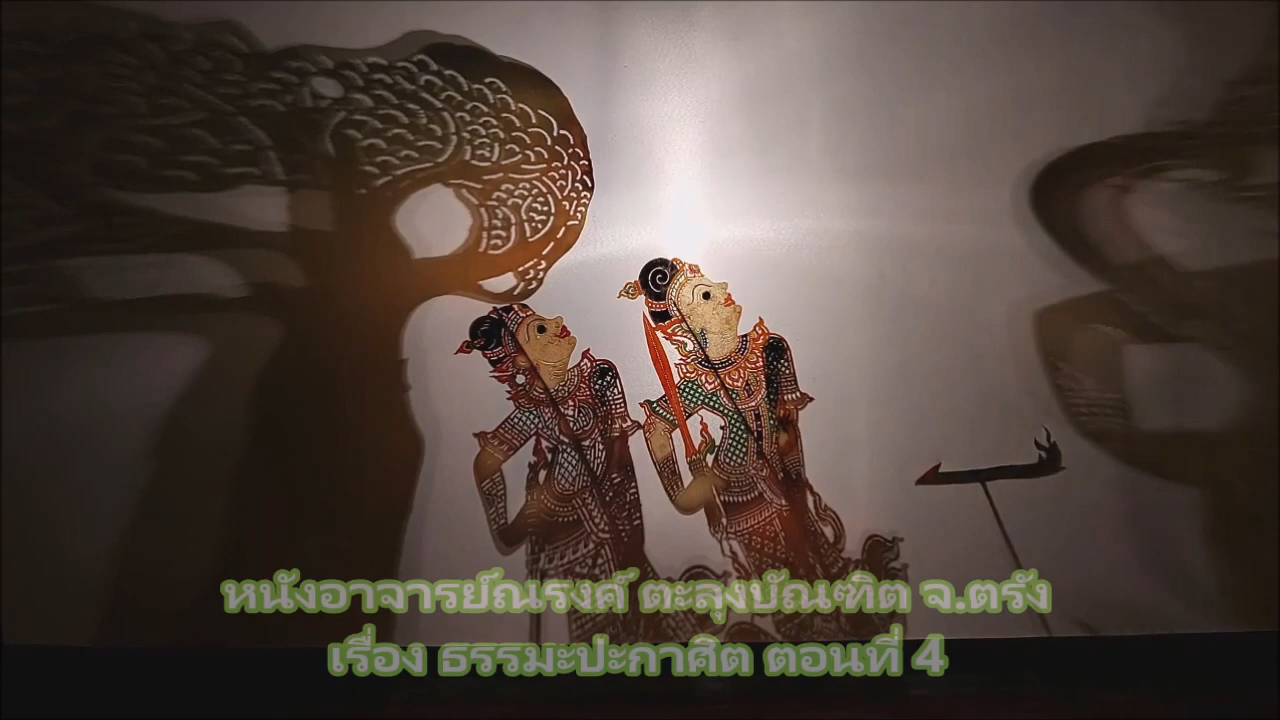 หนังอาจารย์ณรงค์ ตะลุงบัณฑิต จ.ตรัง
เรื่อง ธรรมะปะกาศิต ตอนที่ 4